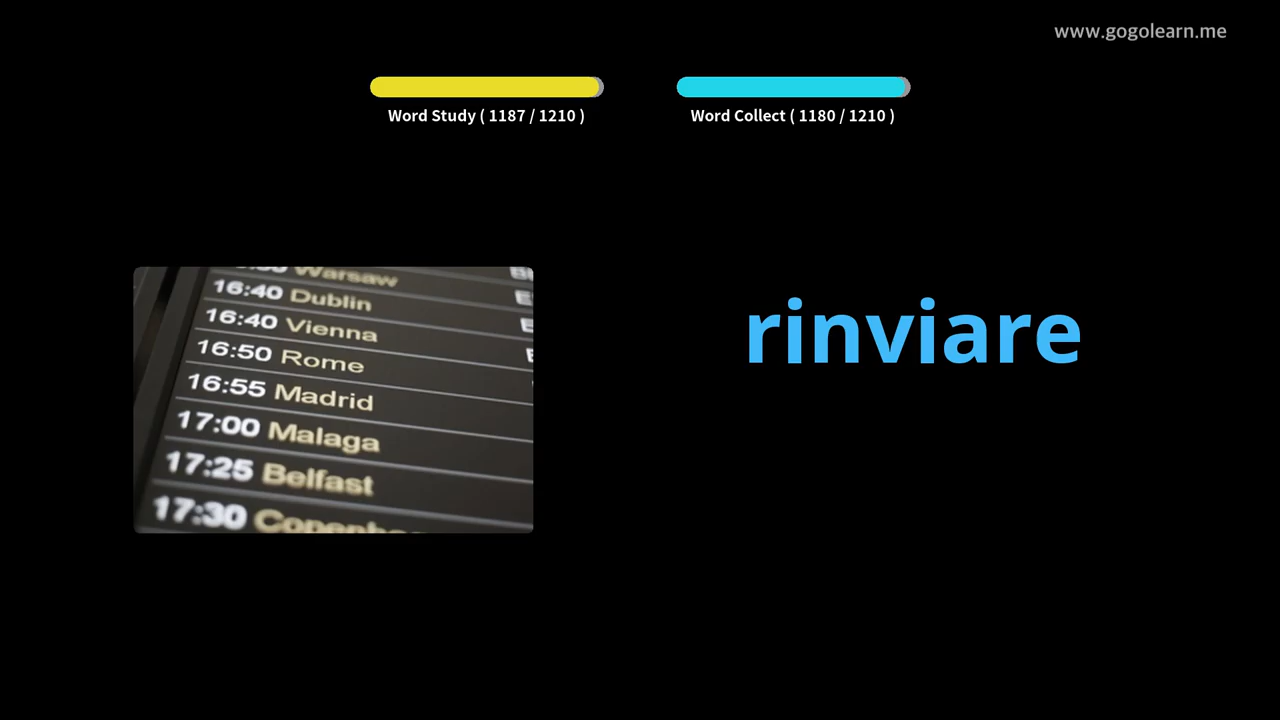 www.gogolearn.me
Word Study ( 1187 / 1210 )
Word Collect ( 1180 / 1210 )
rinviare
Warsaw
16:40 Dublin
16:40 Vienna
16:50 Rome
16:55 Madrid
17:00 Malaga
17:25 Belfast
17:30